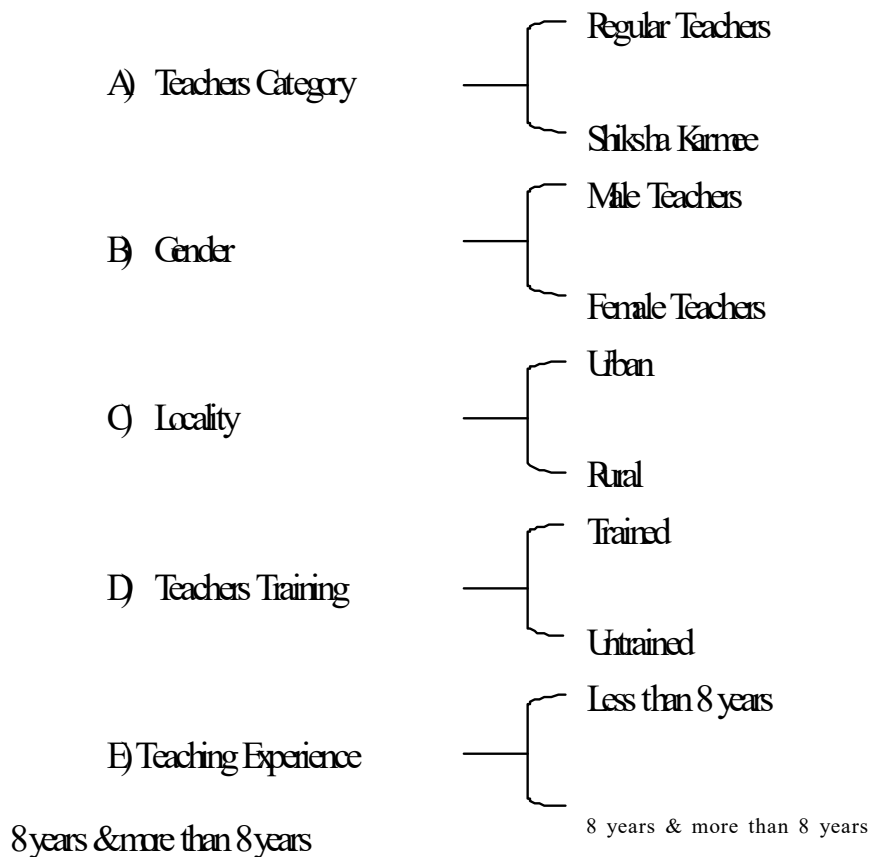 Regular Teachers
A) Teachers Category
Shiksha Karmee
Male Teachers
B) Gender
Female Teachers
Urban
C) Locality
Rural
Trained
D) Teachers Training
Untrained
Less than 8 years
E) Teaching Experience
8 years & more than 8 years
8 years & more than 8 years